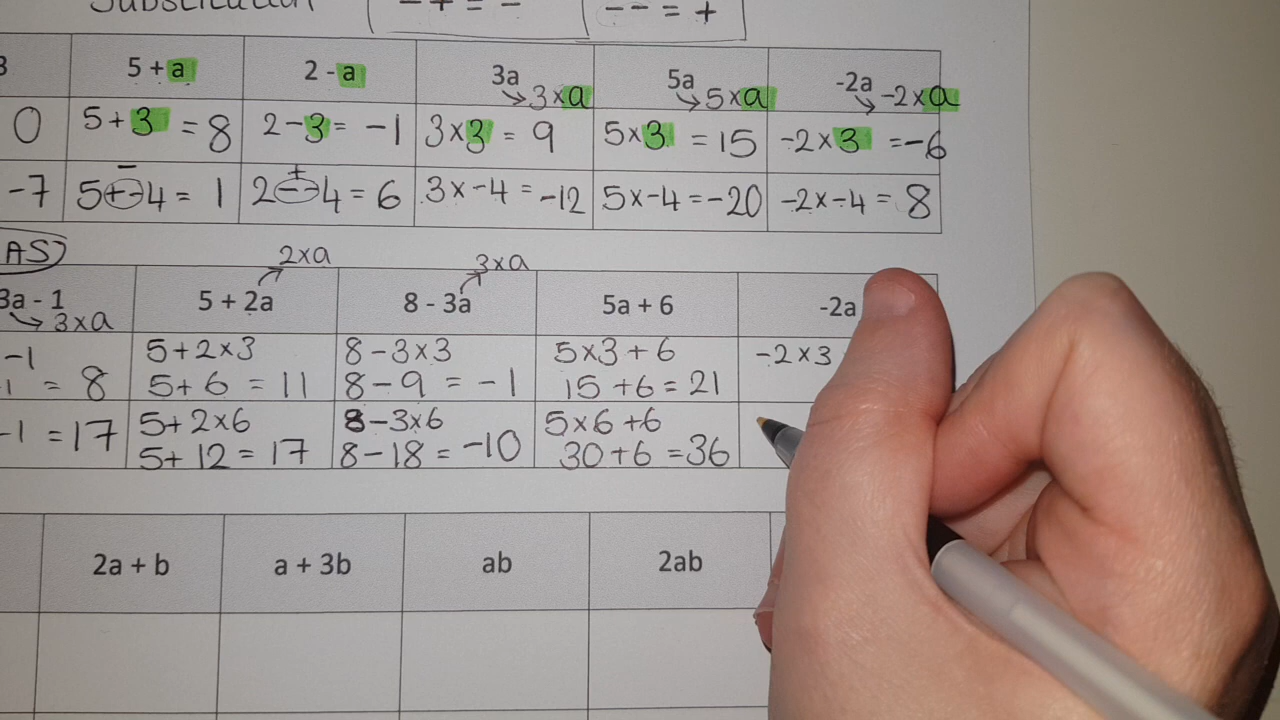 Substitution
- + = -
- - = +
3
5 + a
2 - a
3a
→ 3×a
5a
→ 5×a
-2a
→ -2×a
0
5+3 = 8
2-3 = -1
3×3 = 9
5×3 = 15
-2×3 = -6
-7
-
5+-4 = 1
+
2--4 = 6
3×-4 = -12
5×-4 = -20
-2×-4 = 8
AS)
3a - 1
→ 3×a
2×a
5 + 2a
3×a
8 - 3a
5a + 6
-2a
-1
-1 = 8
5+2×3
5+6 = 11
8-3×3
8-9 = -1
5×3+6
15+6 = 21
-2×3
-1 = 17
5+2×6
5+12 = 17
8-3×6
8-18 = -10
5×6+6
30+6 = 36
2a + b
a + 3b
ab
2ab